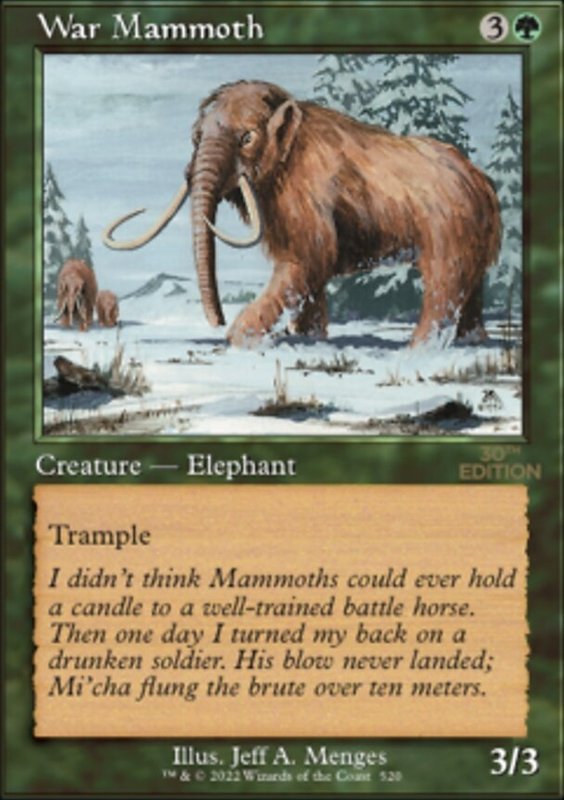 War Mammoth 3
30TH
EDITION
Creature — Elephant
Trample
I didn't think Mammoths could ever hold
a candle to a well-trained battle horse.
Then one day I turned my back on a
drunken soldier. His blow never landed;
Mi'cha flung the brute over ten meters.
Illus. Jeff A. Menges
3/3
™ & © 2022 Wizards of the Coast 520